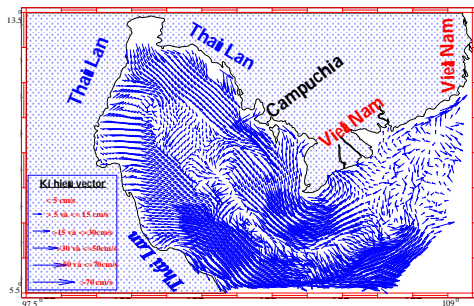 13.5
Thai Lan
Thai Lan
Campuchia
Viet Nam
Viet Nam
Kí hieu vector
< 5 cm/s
> 5 và <= 15 cm/s
>15 và <=30cm/s
>30 và <=50cm/s
>50 và <=70cm/s
>70 cm/s
Thai Lan
5.5
97.5
109